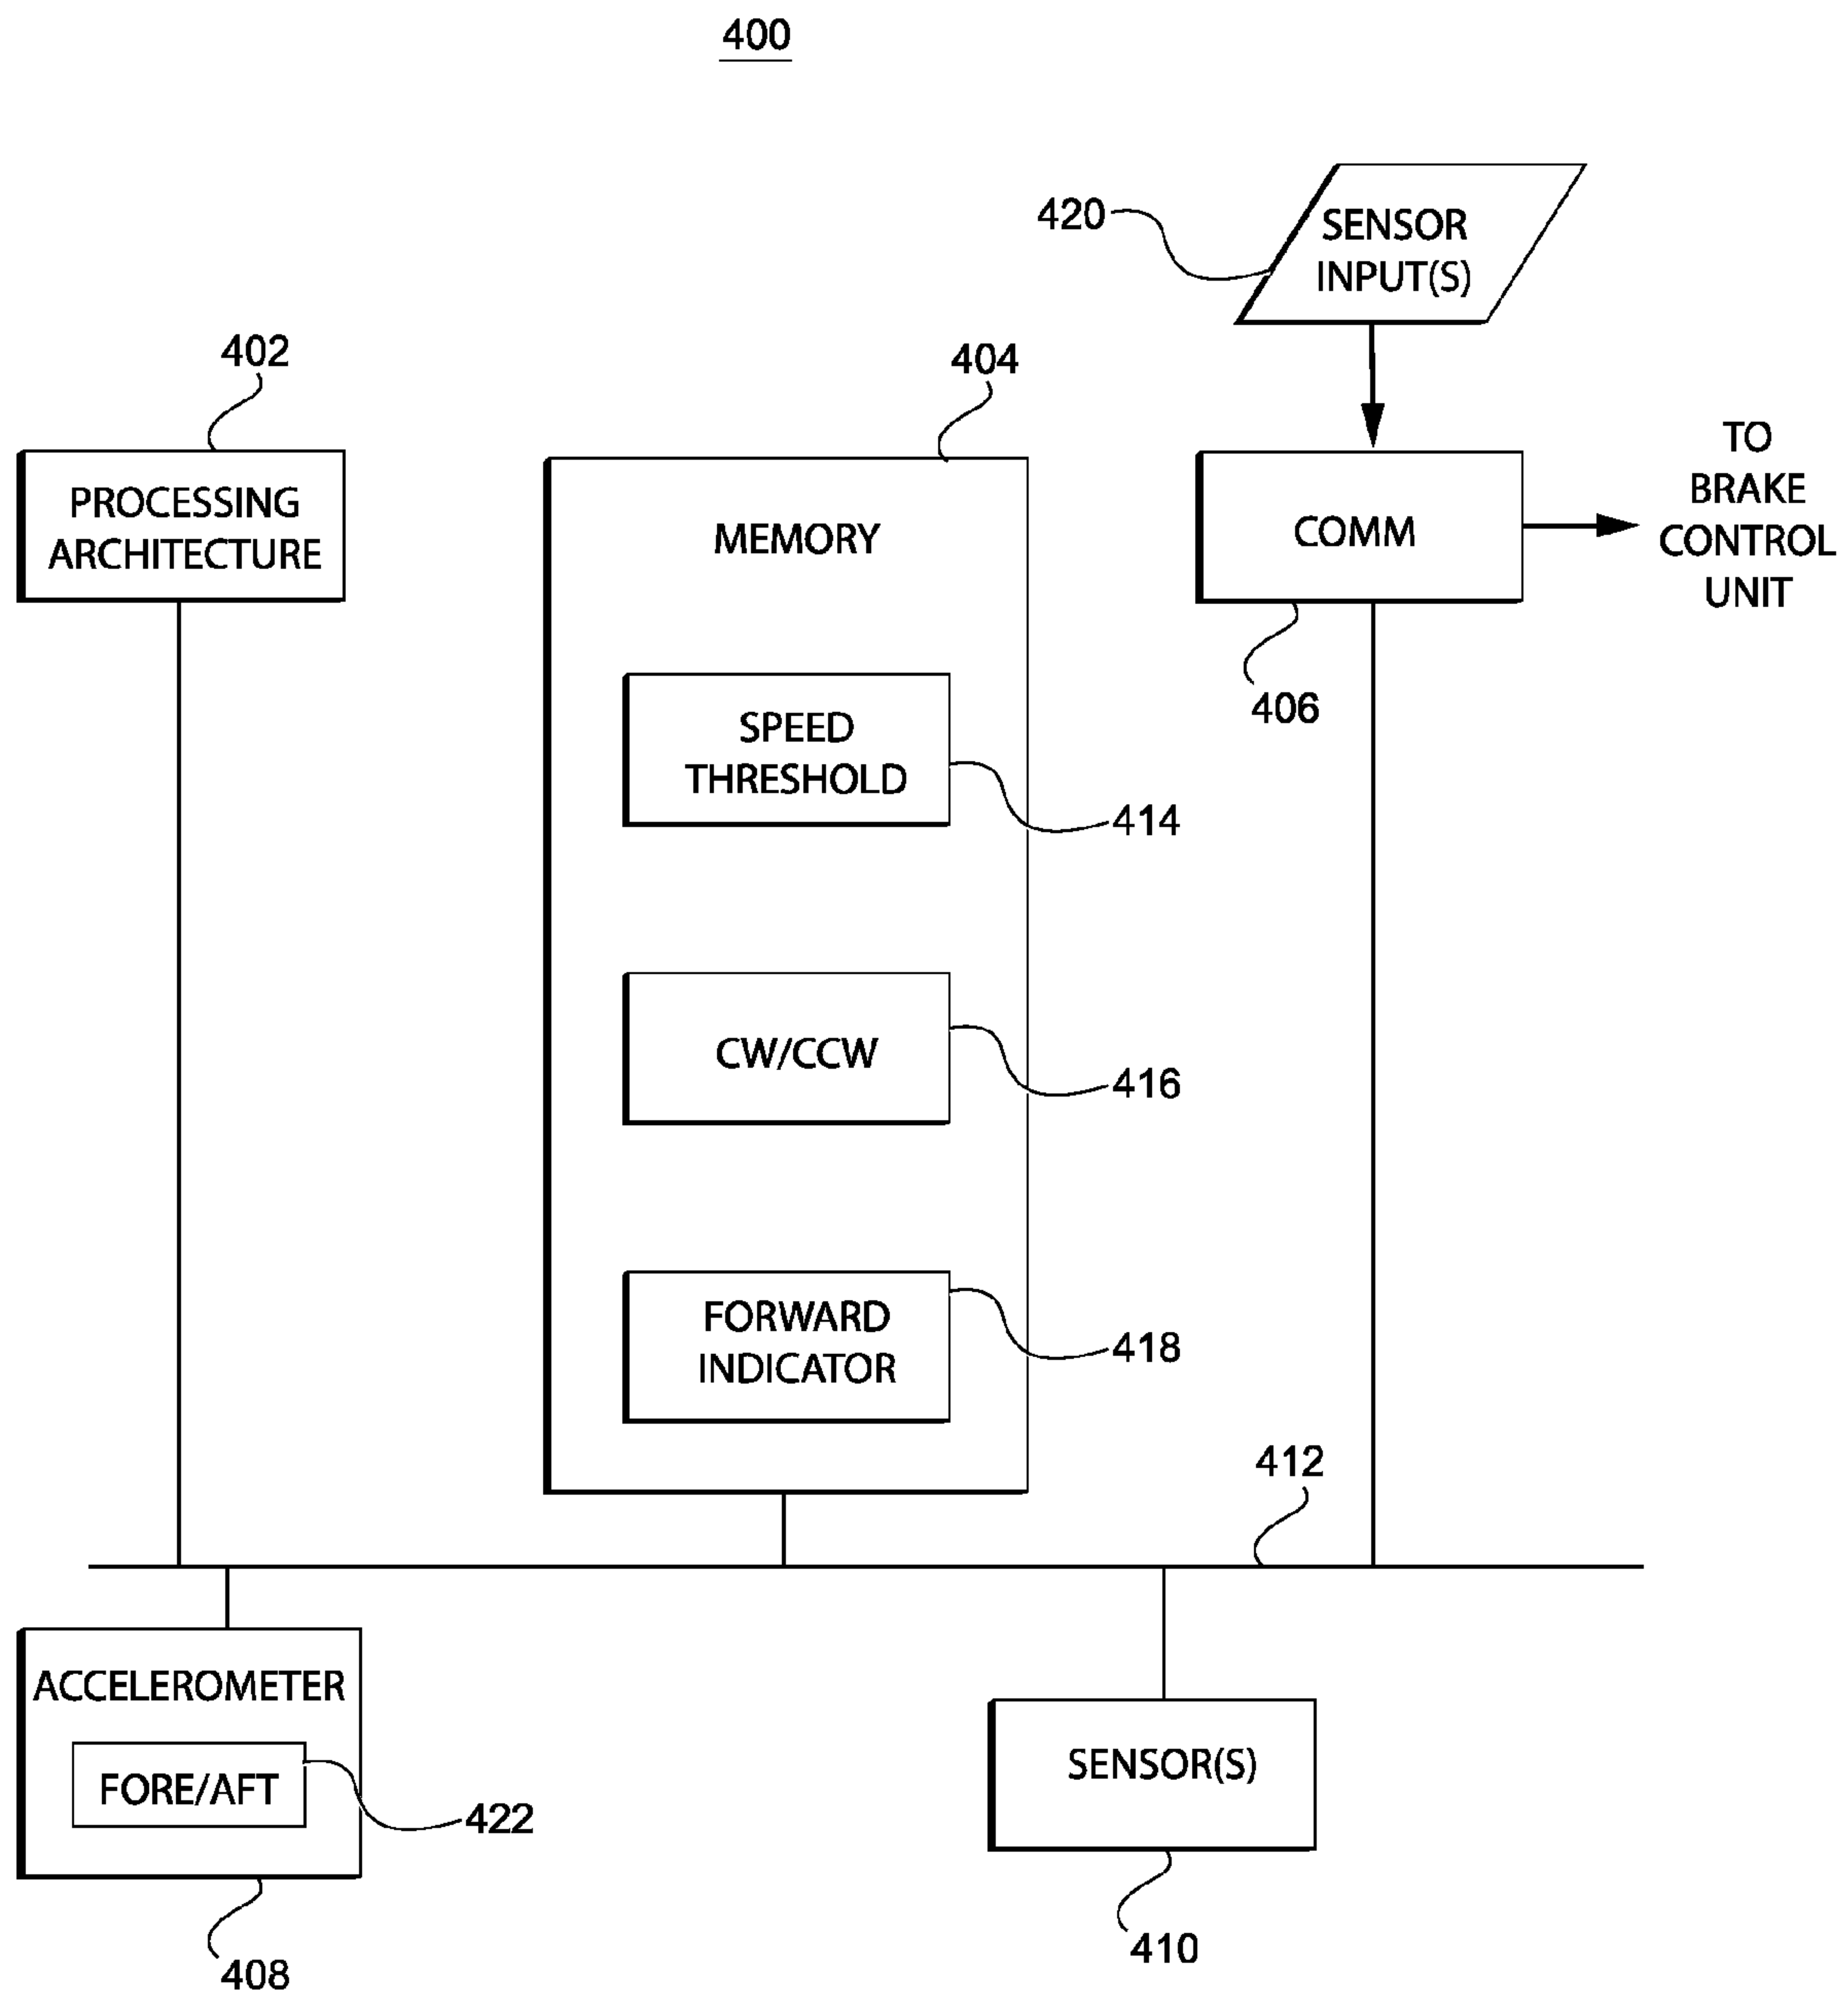 400
420
SENSOR
INPUT(S)
402
404
PROCESSING
ARCHITECTURE
MEMORY
COMM
TO
BRAKE
CONTROL
UNIT
406
SPEED
THRESHOLD
414
CW/CCW
416
FORWARD
INDICATOR
418
412
ACCELEROMETER
FORE/AFT
422
408
SENSOR(S)
410